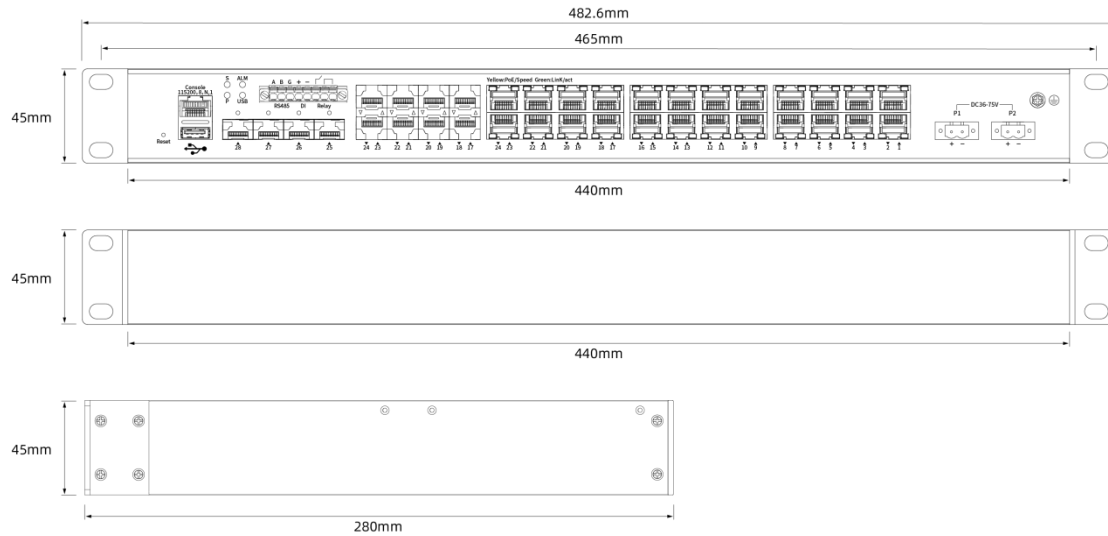 482.6mm
465mm
45mm
Console
115200,8,N,1
S ALM
P USB
A B G + −
RS485 DI Relay
Yellow:PoE/Speed Green:LinK/act
DC36-75V
P1 P2
+ − + −
Reset
28 27 26 25
24 23 22 21 20 19 18 17
24 23 22 21 20 19 18 17
16 15 14 13 12 11 10 9
8 7 6 5 4 3 2 1
440mm
45mm
440mm
45mm
280mm